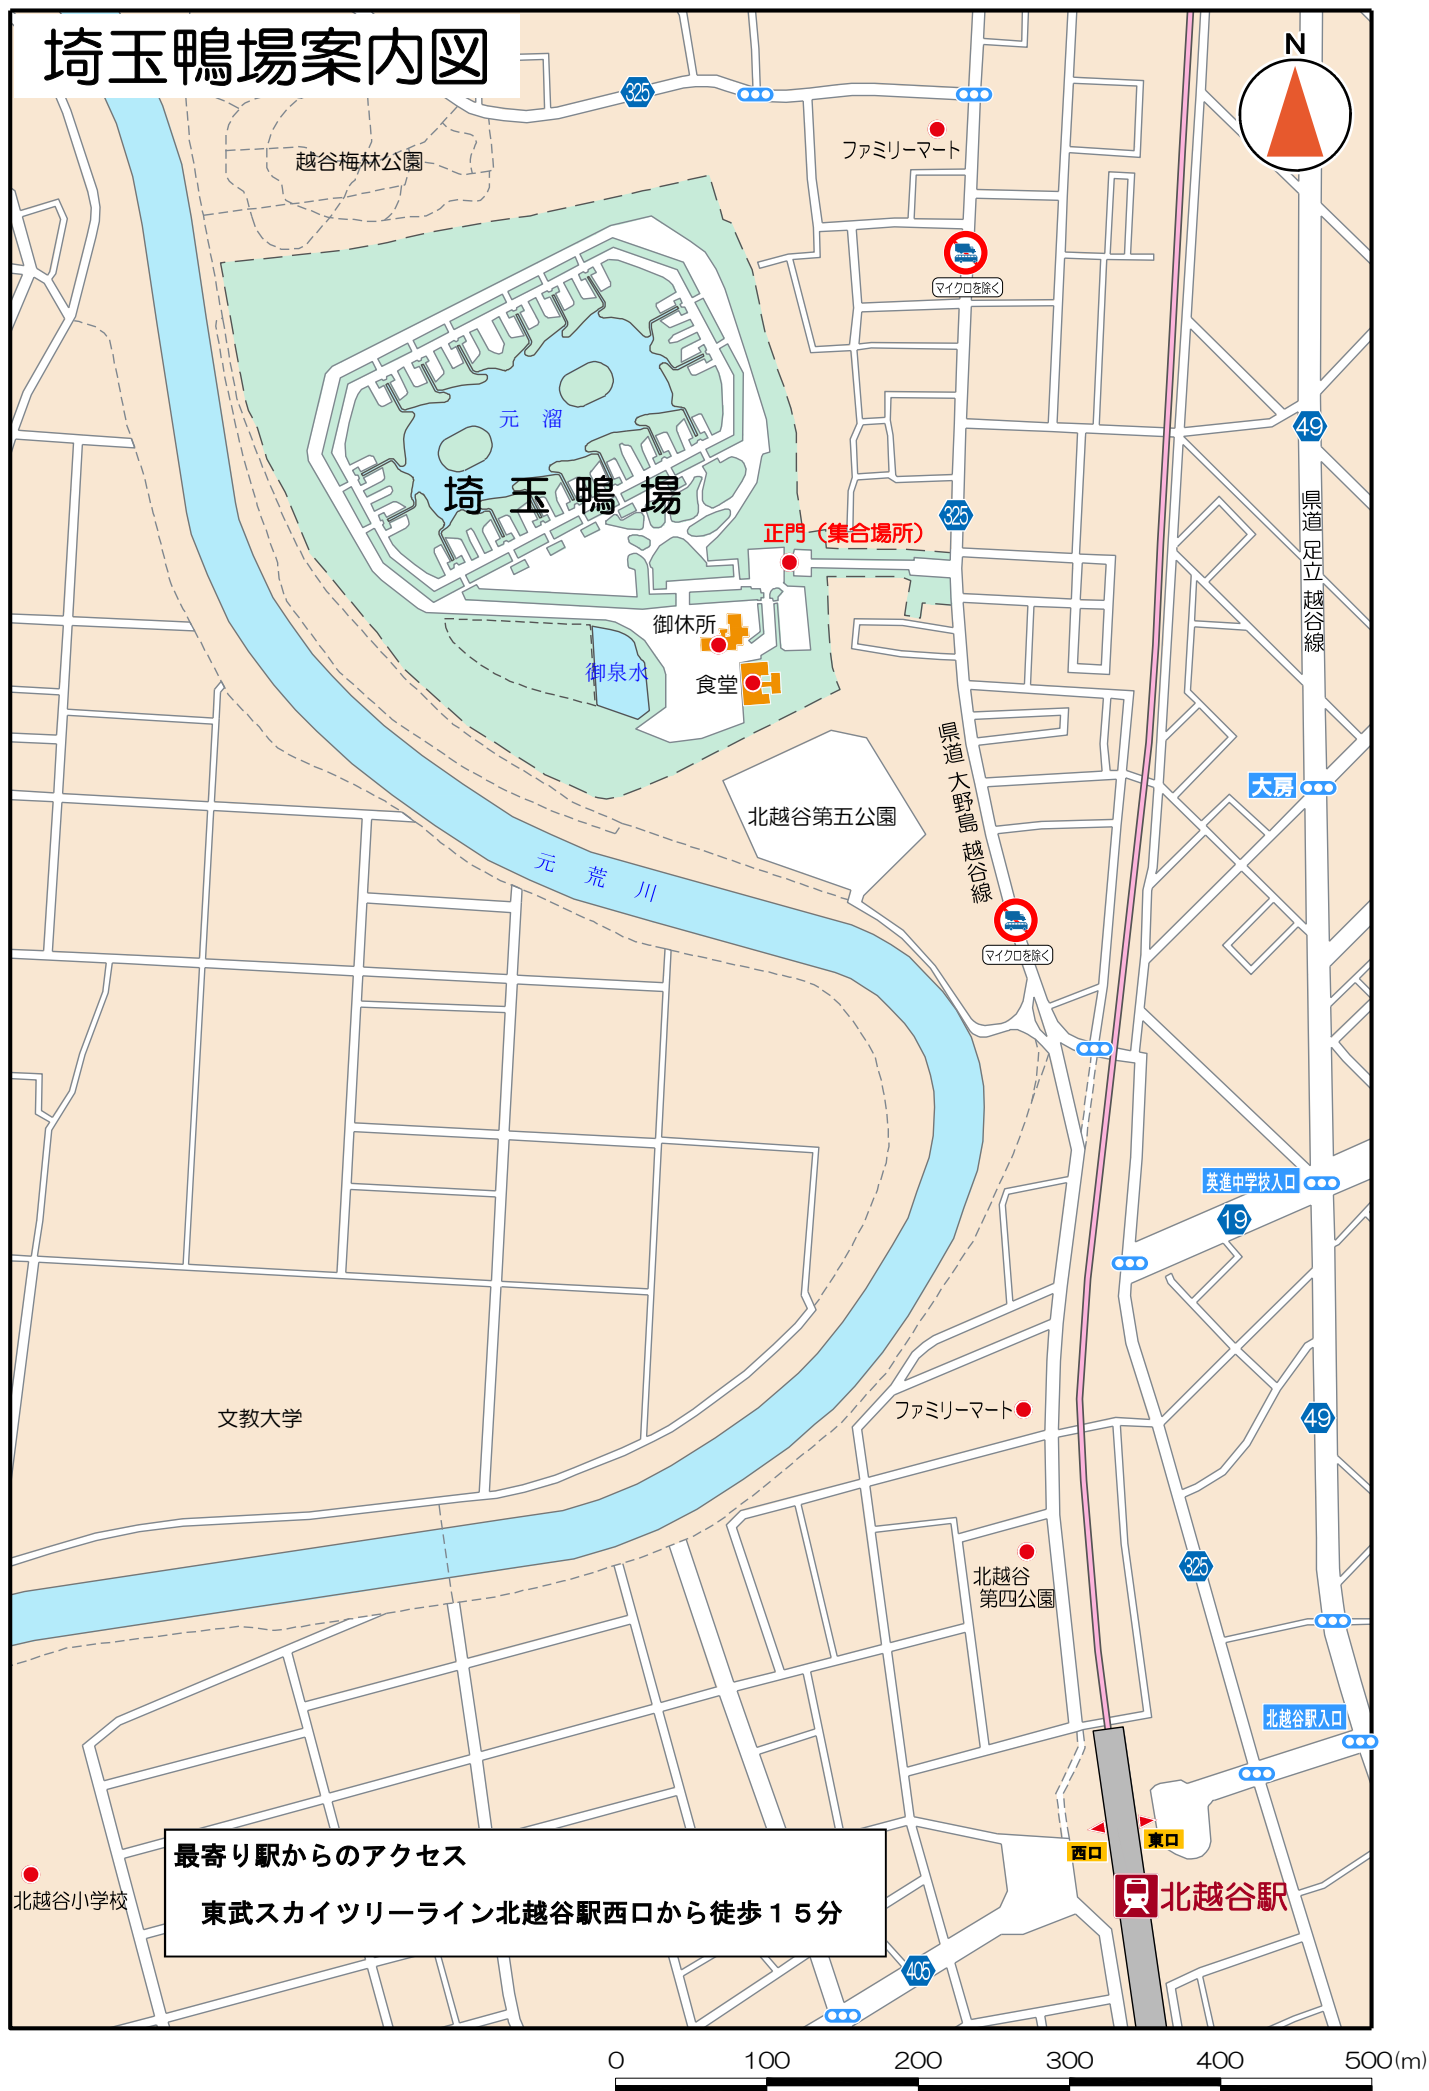 埼玉鴨場案内図
N
325
ファミリーマート
越谷梅林公園
マイクロを除く
元 溜
49
埼 玉 鴨 場
325
県道 足立 越谷線
正門（集合場所）
御休所
御泉水
食堂
県道 大野島 越谷線
大房
北越谷第五公園
元 荒 川
マイクロを除く
英進中学校入口
19
ファミリーマート
文教大学
49
325
北越谷
第四公園
北越谷駅入口
西口
東口
最寄り駅からのアクセス
東武スカイツリーライン北越谷駅西口から徒歩１５分
北越谷駅
北越谷小学校
405
0 100 200 300 400 500(m)